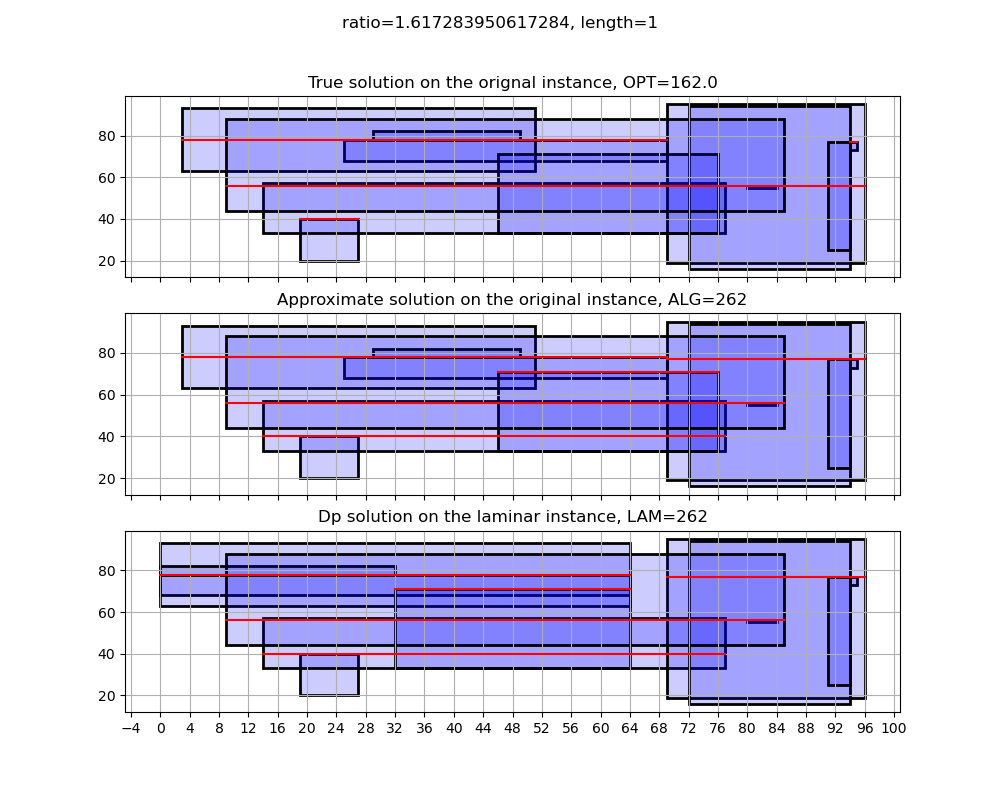 ratio=1.617283950617284, length=1
True solution on the orignal instance, OPT=162.0
80
60
40
20
Approximate solution on the original instance, ALG=262
80
60
40
20
Dp solution on the laminar instance, LAM=262
80
60
40
20
−4 0 4 8 12 16 20 24 28 32 36 40 44 48 52 56 60 64 68 72 76 80 84 88 92 96 100